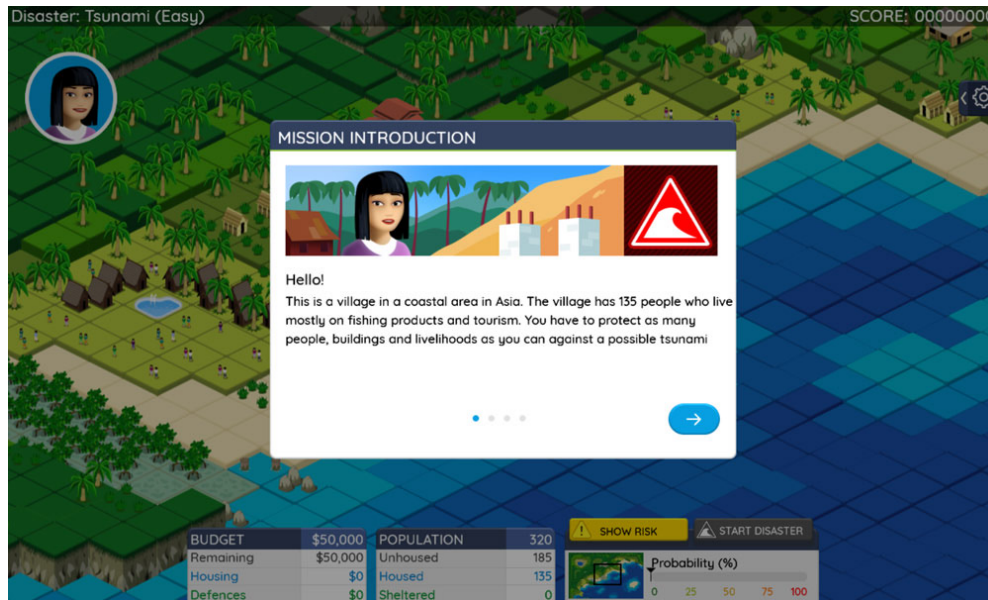 Disaster: Tsunami (Easy)
SCORE: 00000000
MISSION INTRODUCTION
Hello!
This is a village in a coastal area in Asia. The village has 135 people who live
mostly on fishing products and tourism. You have to protect as many
people, buildings and livelihoods as you can against a possible tsunami
BUDGET $50,000
Remaining $50,000
Housing $0
Defences $0
POPULATION 320
Unhoused 185
Housed 135
Sheltered 0
SHOW RISK
START DISASTER
Probability (%)
0 25 50 75 100